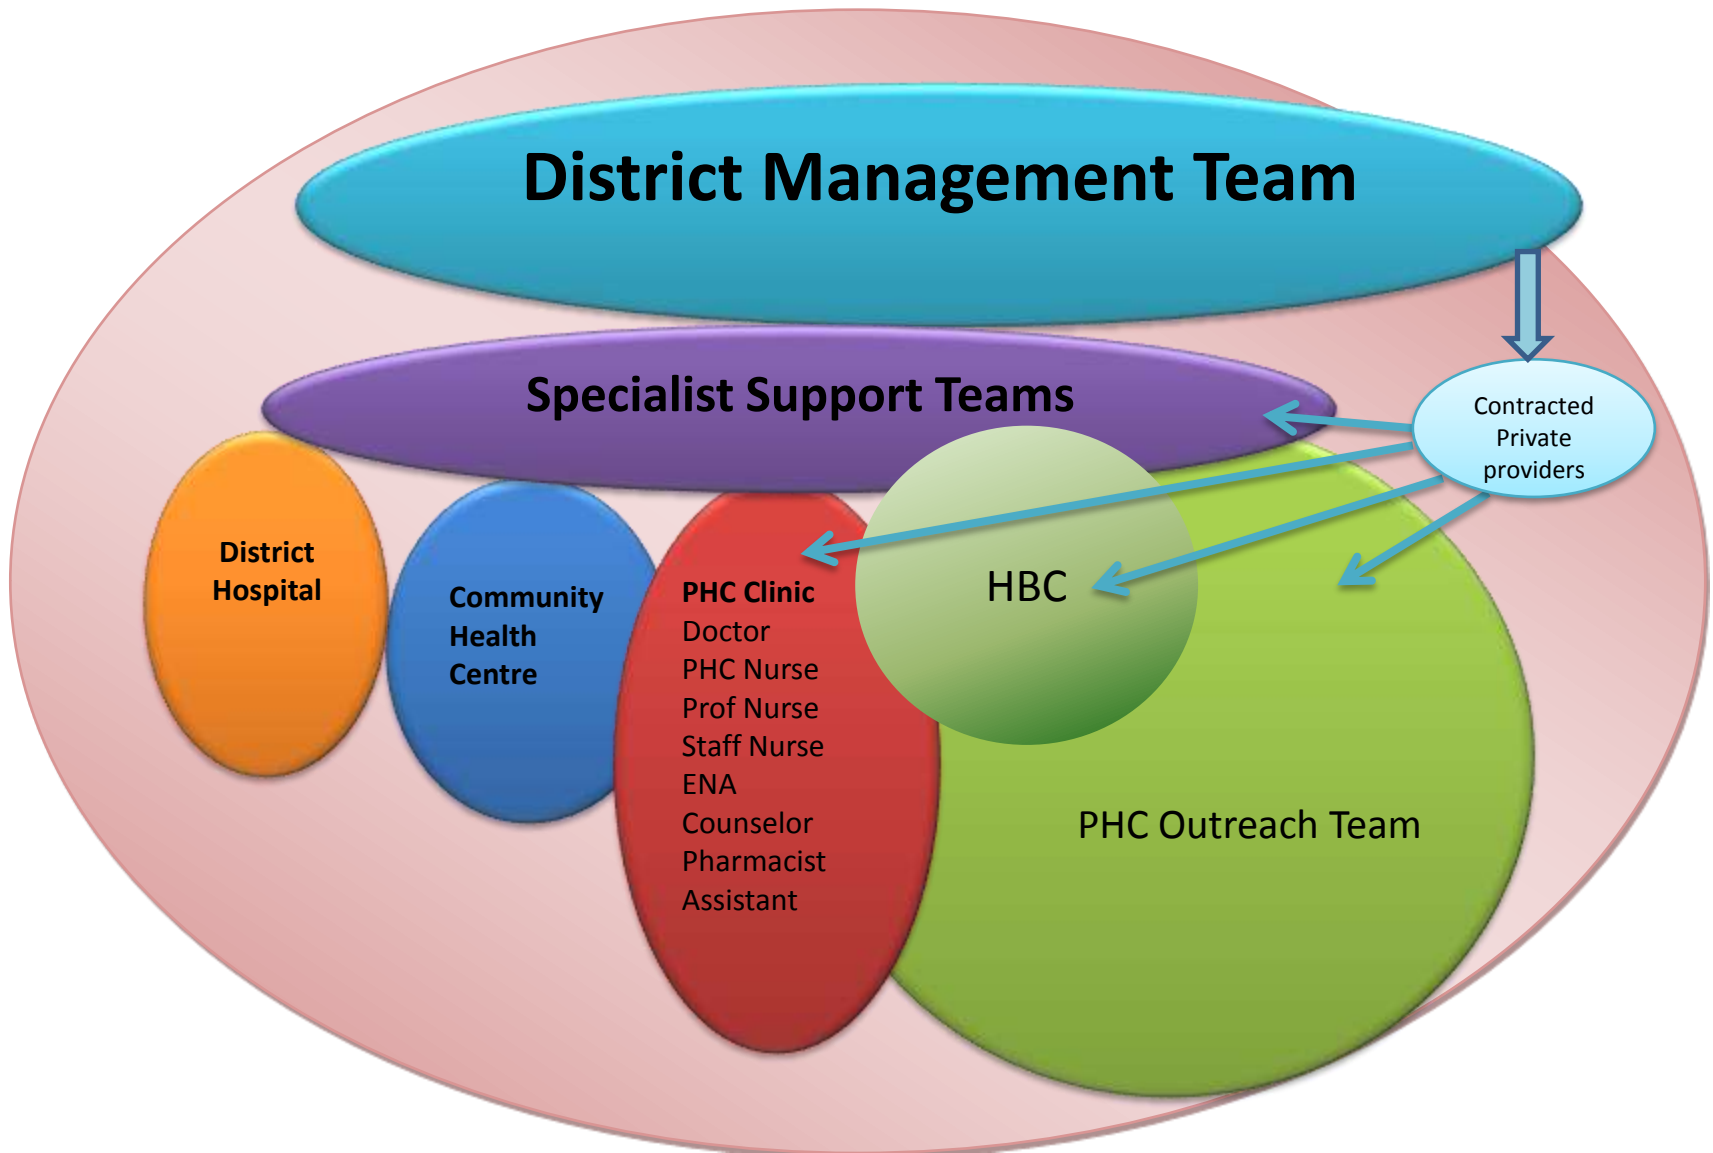 District Management Team
Specialist Support Teams
Contracted
Private
providers
District
Hospital
Community
Health
Centre
PHC Clinic
Doctor
PHC Nurse
Prof Nurse
Staff Nurse
ENA
Counselor
Pharmacist
Assistant
HBC
PHC Outreach Team